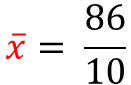 x̄ = 86/10